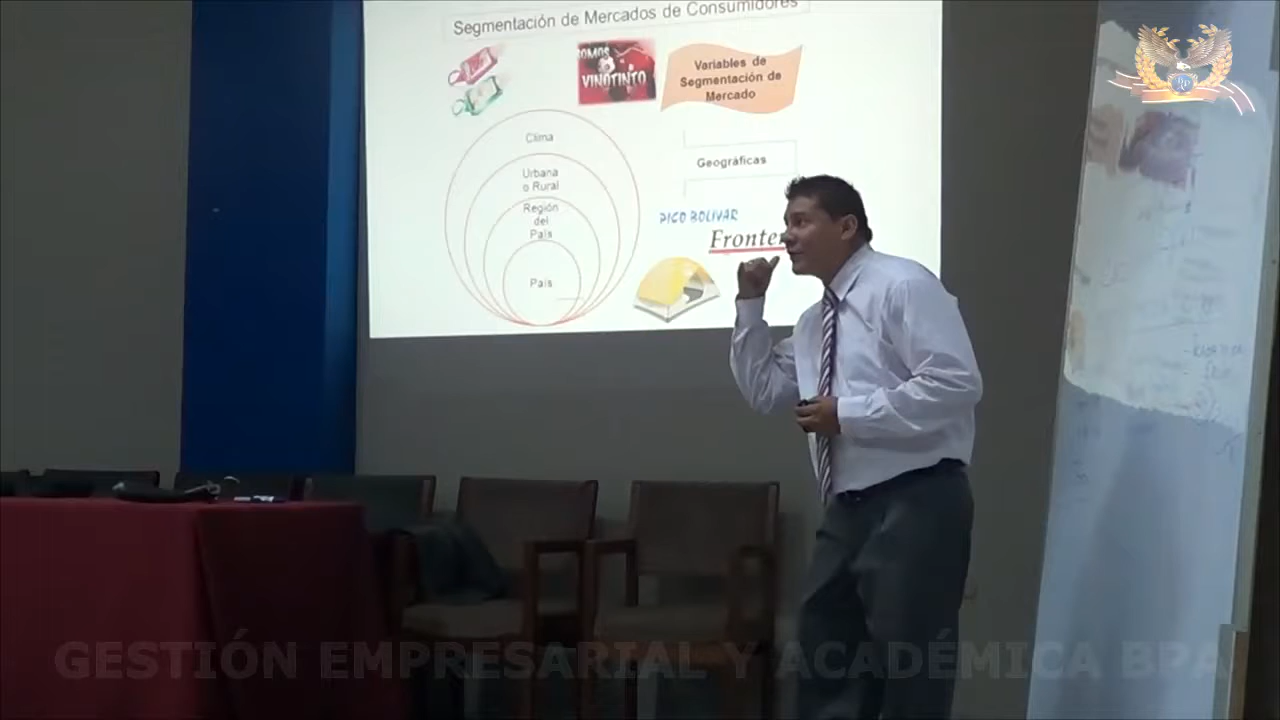 Segmentación de Mercados de Consumidores
SOMOS
VINOTINTO
Variables de
Segmentación de
Mercado
Clima
Urbana
o Rural
Región
del
País
País
Geográficas
PICO BOLIVAR
Fronte
GESTIÓN EMPRESARIAL Y ACADÉMICA BPA